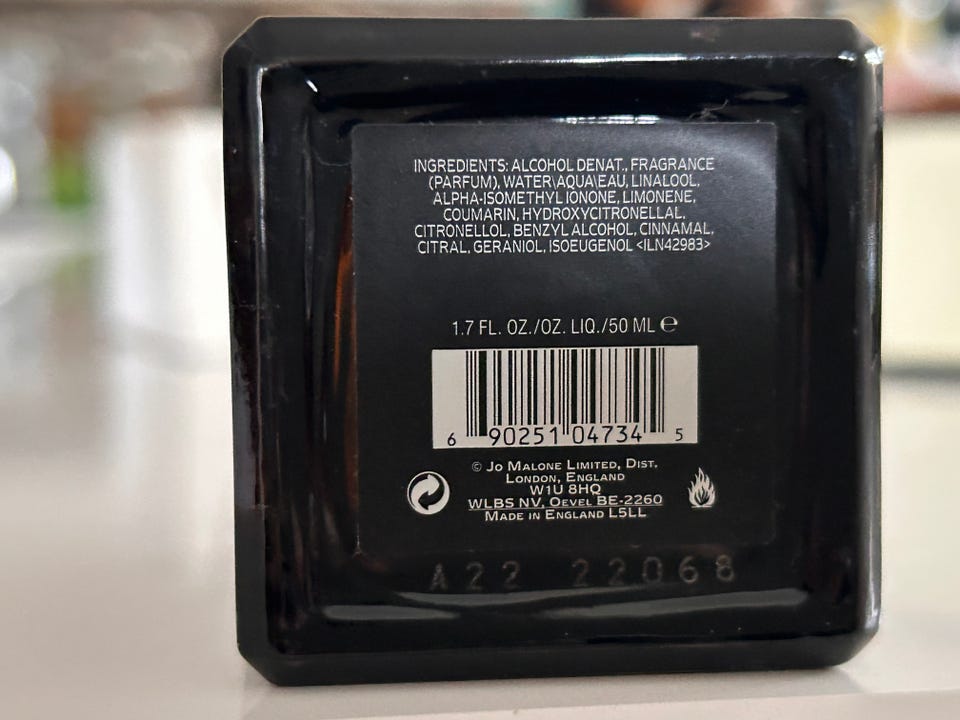 INGREDIENTS: ALCOHOL DENAT., FRAGRANCE
(PARFUM), WATER\AQUA\EAU, LINALOOL,
ALPHA-ISOMETHYL IONONE, LIMONENE,
COUMARIN, HYDROXYCITRONELLAL,
CITRONELLOL, BENZYL ALCOHOL, CINNAMAL,
CITRAL, GERANIOL, ISOEUGENOL <ILN42983>
1.7 FL. OZ./OZ. LIQ./50 ML ℮
6 90251 04734 5
© JO MALONE LIMITED, DIST.
LONDON, ENGLAND
W1U 8HQ
WLBS NV, OEVEL BE-2260
MADE IN ENGLAND L5LL
A22 22068